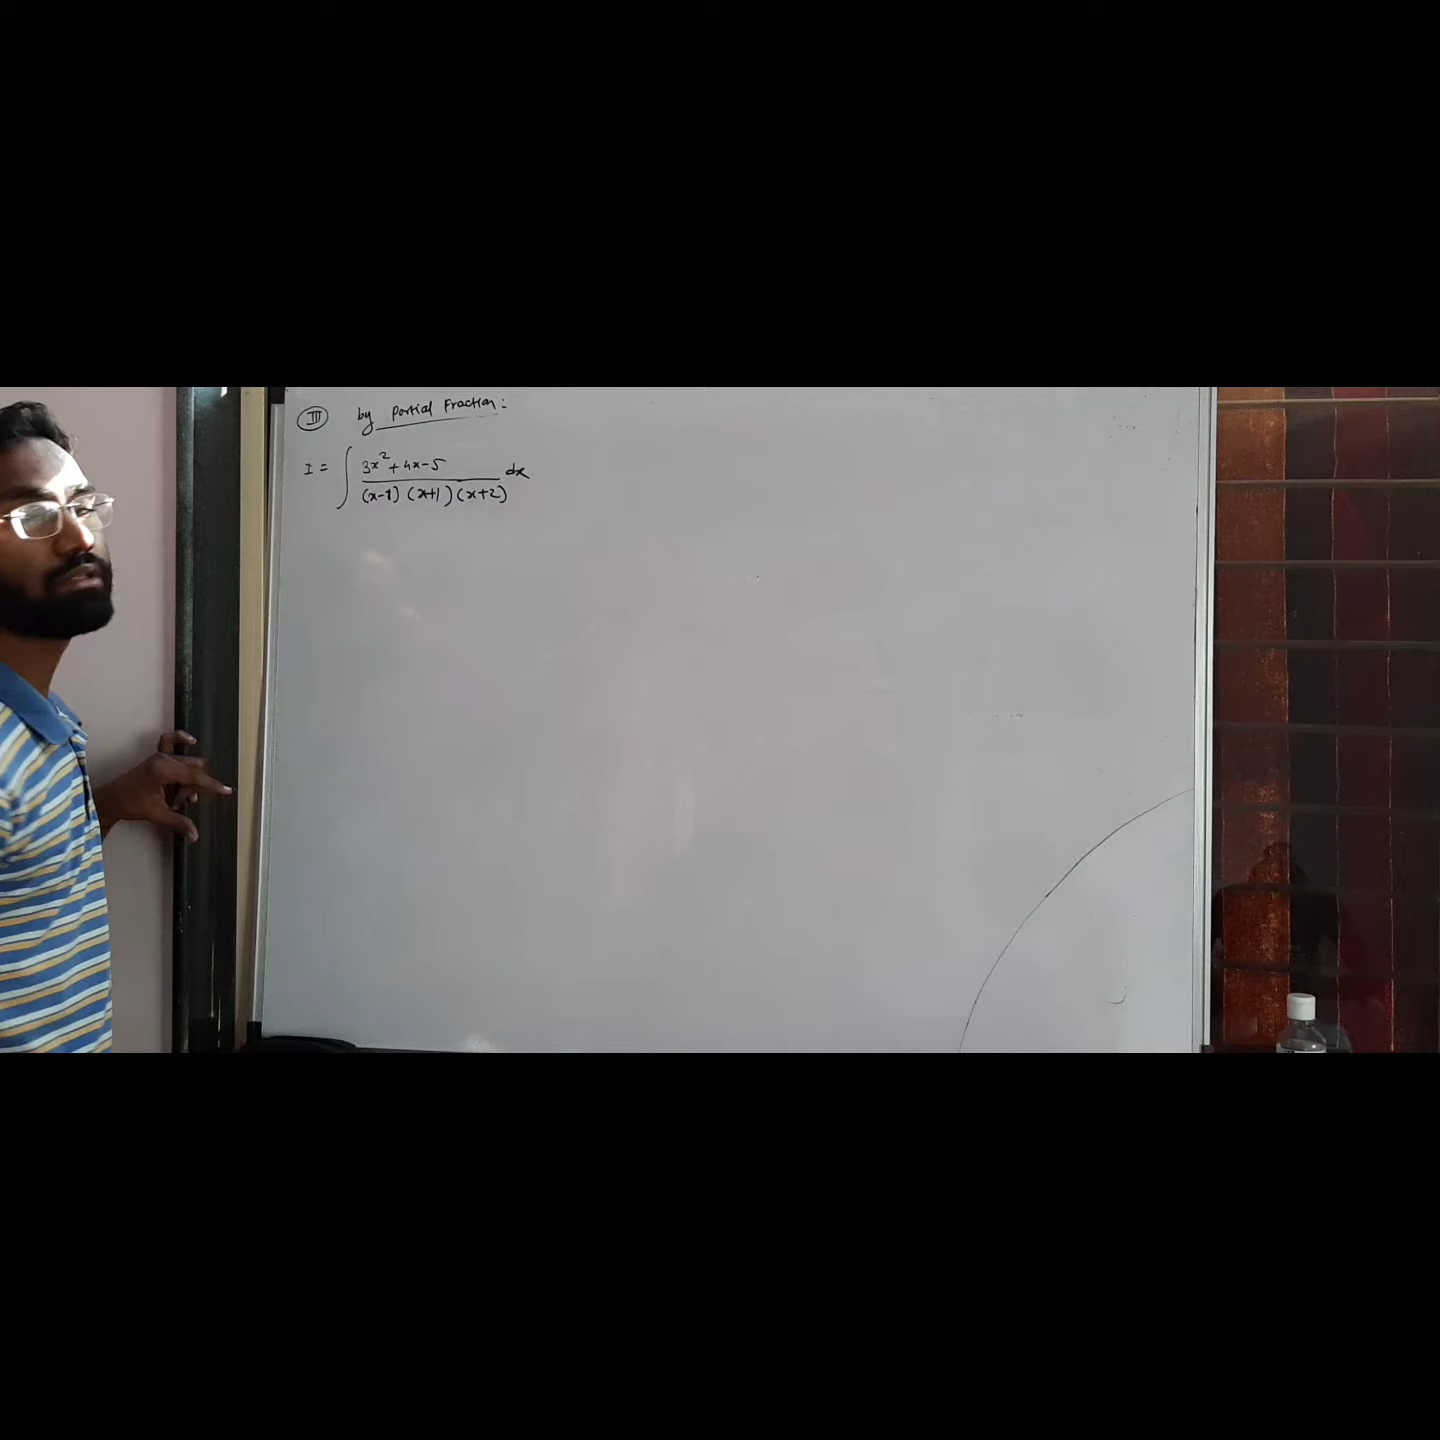 III by Partial Fraction:
I = ∫ 3x² + 4x - 5 / (x-1) (x+1) (x+2) dx